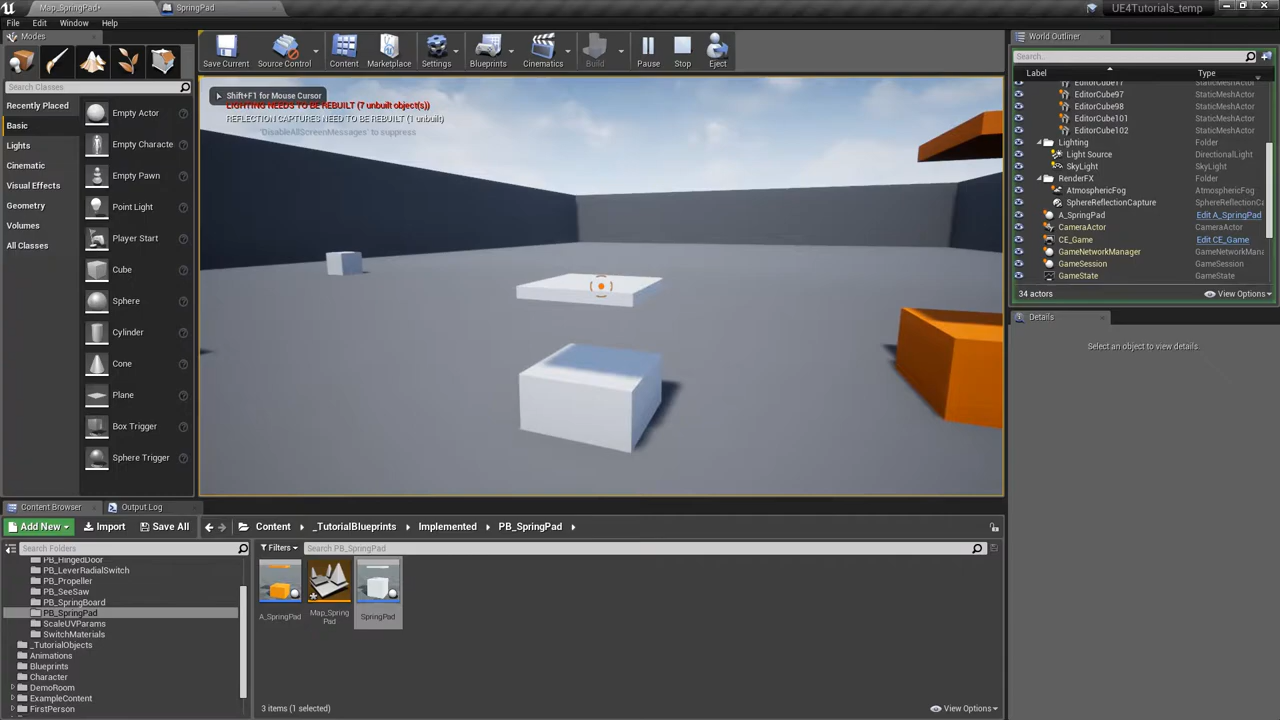 Map_SpringPad*
SpringPad
UE4Tutorials_temp
File Edit Window Help
Modes
Search Classes
Recently Placed
Basic
Lights
Cinematic
Visual Effects
Geometry
Volumes
All Classes
Empty Actor
Empty Characte
Empty Pawn
Point Light
Player Start
Cube
Sphere
Cylinder
Cone
Plane
Box Trigger
Sphere Trigger
Save Current
Source Control
Content
Marketplace
Settings
Blueprints
Cinematics
Build
Pause
Stop
Eject
Shift+F1 for Mouse Cursor
LIGHTING NEEDS TO BE REBUILT (7 unbuilt object(s))
REFLECTION CAPTURES NEED TO BE REBUILT (1 unbuilt)
'DisableAllScreenMessages' to suppress
World Outliner
Search...
Label Type
EditorCube97 StaticMeshActor
EditorCube98 StaticMeshActor
EditorCube101 StaticMeshActor
EditorCube102 StaticMeshActor
Lighting Folder
Light Source DirectionalLight
SkyLight SkyLight
RenderFX Folder
AtmosphericFog AtmosphericFog
SphereReflectionCapture SphereReflectionCa
A_SpringPad Edit A_SpringPad
CameraActor CameraActor
CE_Game Edit CE_Game
GameNetworkManager GameNetworkMana
GameSession GameSession
GameState GameState
34 actors View Options
Details
Select an object to view details.
Content Browser
Output Log
Add New Import Save All Content _TutorialBlueprints Implemented PB_SpringPad
Search Folders
Filters Search PB_SpringPad
PB_HingedDoor
PB_LeverRadialSwitch
PB_Propeller
PB_SeeSaw
PB_SpringBoard
PB_SpringPad
ScaleUVParams
SwitchMaterials
_TutorialObjects
Animations
Blueprints
Character
DemoRoom
ExampleContent
FirstPerson
A_SpringPad
Map_Spring
Pad
SpringPad
3 items (1 selected) View Options